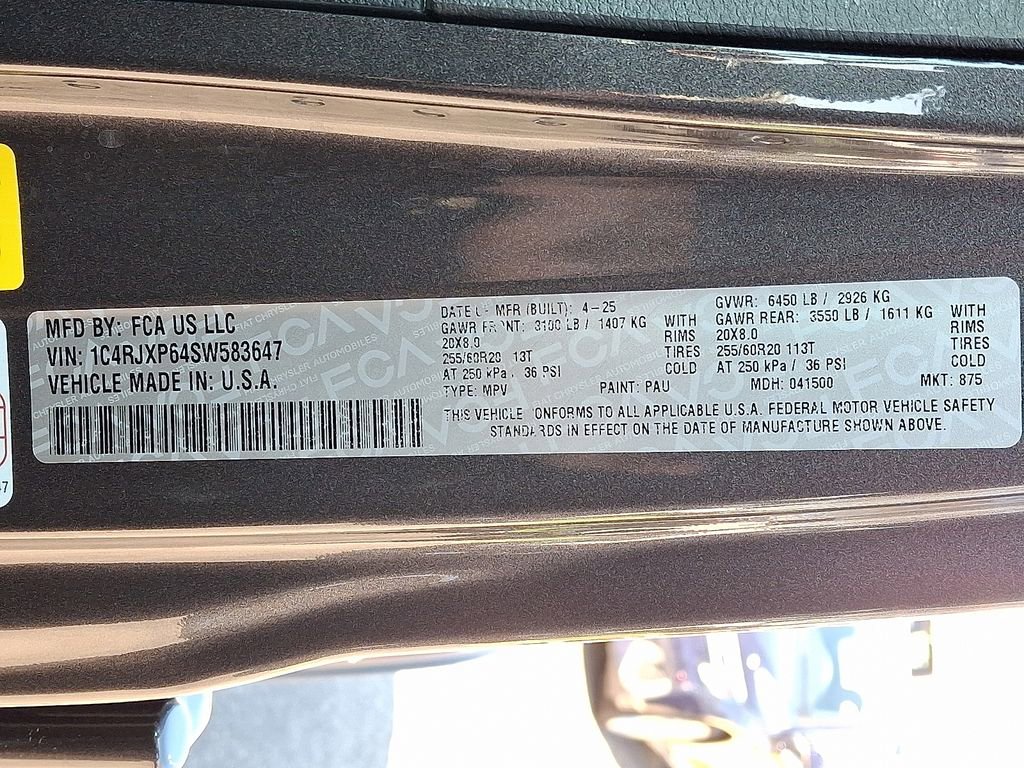 MFD BY: FCA US LLC
VIN: 1C4RJXP64SW583647
VEHICLE MADE IN: U.S.A.
DATE OF MFR (BUILT): 4-25
GAWR FRONT: 3100 LB / 1407 KG WITH
20X8.0 RIMS
255/60R20 113T TIRES
AT 250 kPa / 36 PSI COLD
TYPE: MPV PAINT: PAU
GVWR: 6450 LB / 2926 KG
GAWR REAR: 3550 LB / 1611 KG WITH
20X8.0 RIMS
255/60R20 113T TIRES
AT 250 kPa / 36 PSI COLD
MDH: 041500 MKT: 875
THIS VEHICLE CONFORMS TO ALL APPLICABLE U.S.A. FEDERAL MOTOR VEHICLE SAFETY
STANDARDS IN EFFECT ON THE DATE OF MANUFACTURE SHOWN ABOVE.